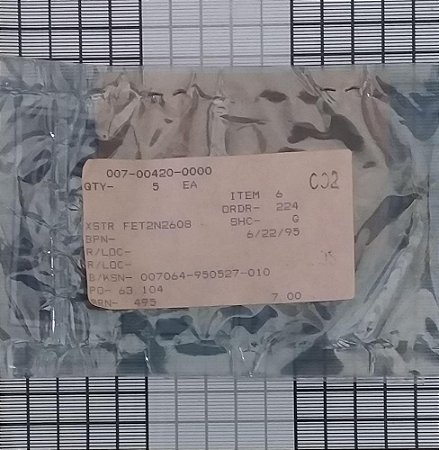 007-00420-0000
QTY- 5 EA
ITEM 6
C02
ORDR- 224
XSTR FET2N2608 SHC- G
BPN- 6/22/95
R/LOC-
R/LOC-
B/KSN- 007064-950527-010
PO- 63 104
BRN- 495 7.00